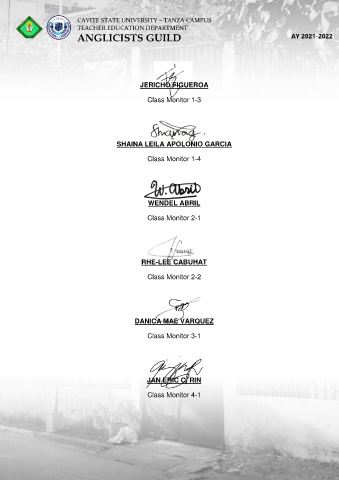 CAVITE STATE UNIVERSITY – TANZA CAMPUS
TEACHER EDUCATION DEPARTMENT
ANGLICISTS GUILD
AY 2021-2022
JERICHO FIGUEROA
Class Monitor 1-3
SHAINA LEILA APOLONIO GARCIA
Class Monitor 1-4
W. Abril
WENDEL ABRIL
Class Monitor 2-1
RHE-LEE CABUHAT
Class Monitor 2-2
DANICA MAE VARQUEZ
Class Monitor 3-1
JAN ERIC
Class Monitor 4-1